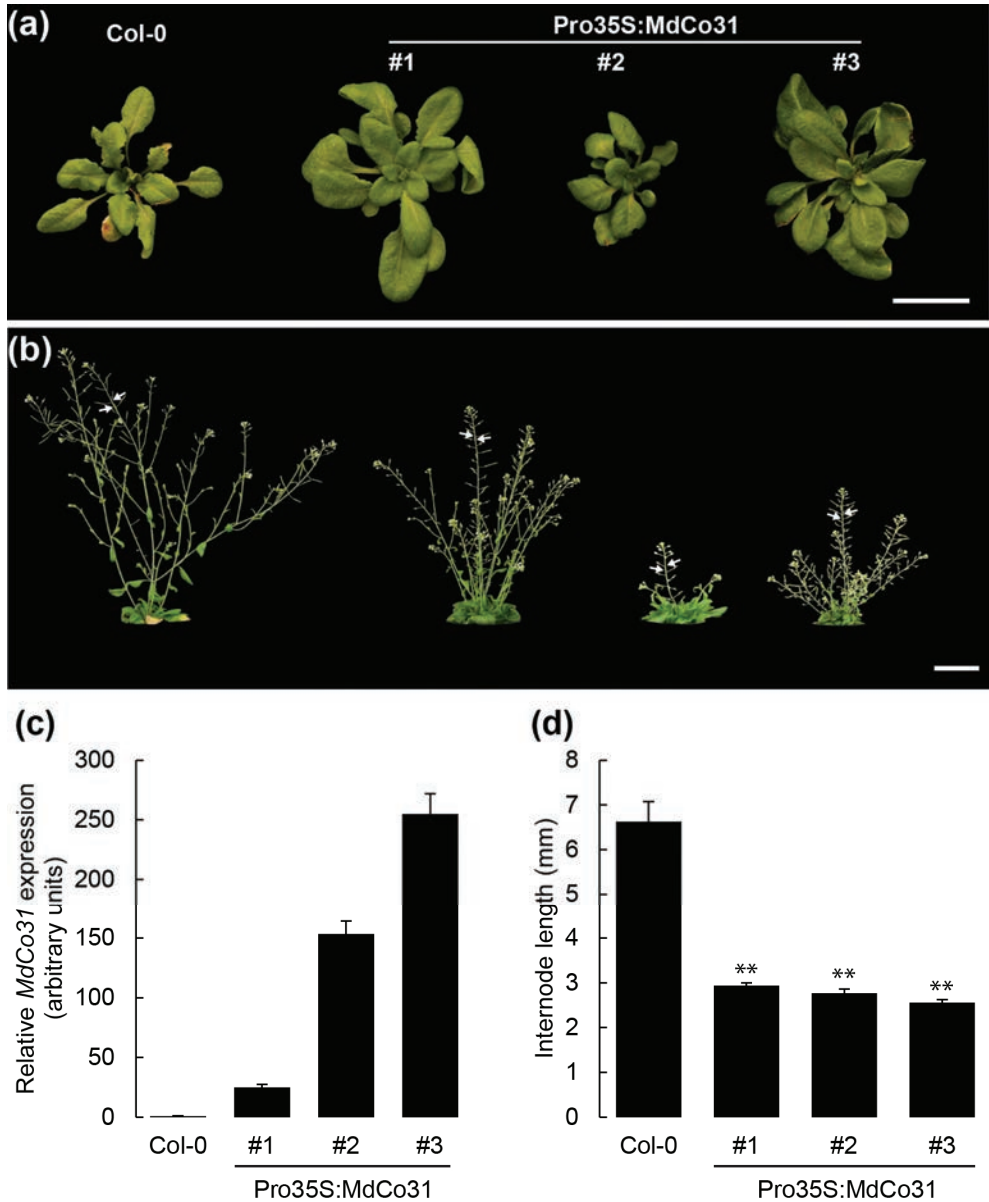 (a)
Col-0
Pro35S:MdCo31
#1
#2
#3
(b)
(c)
Relative MdCo31 expression
(arbitrary units)
300
250
200
150
100
50
0
Col-0
#1
#2
#3
Pro35S:MdCo31
(d)
Internode length (mm)
8
7
6
5
4
3
2
1
0
**
**
**
Col-0
#1
#2
#3
Pro35S:MdCo31